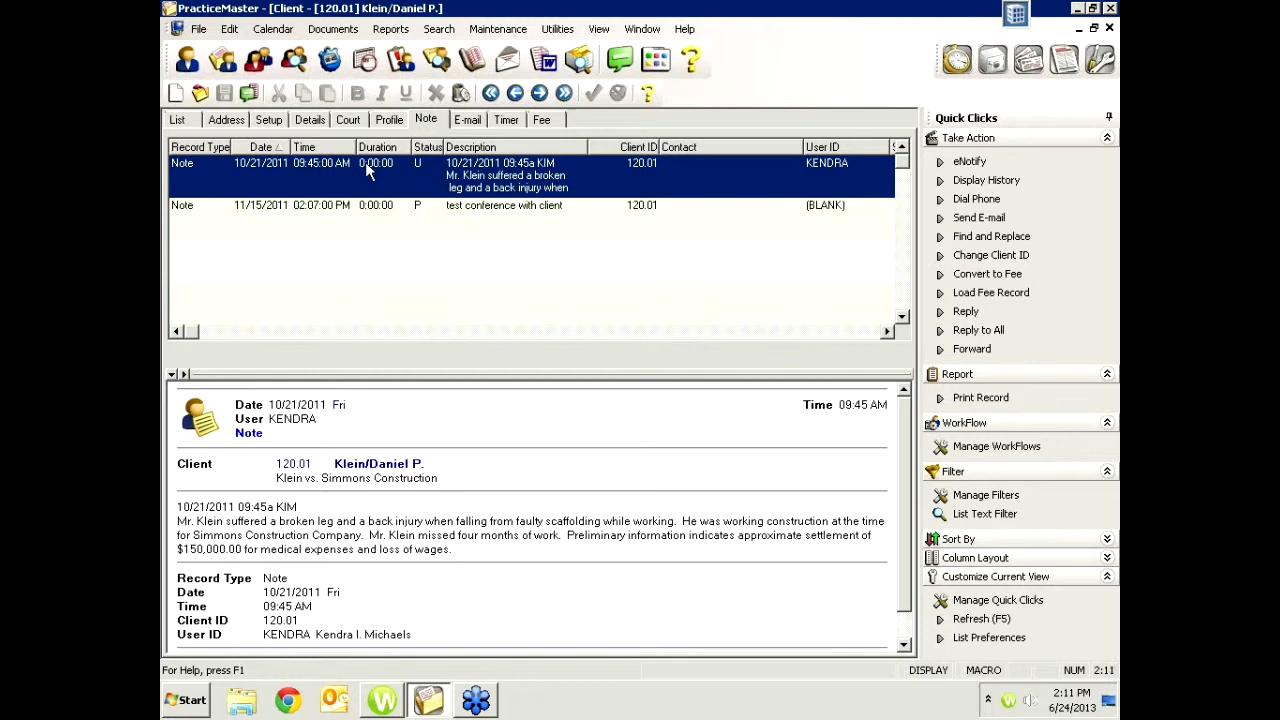 PracticeMaster - [Client - [120.01] Klein/Daniel P.]
File Edit Calendar Documents Reports Search Maintenance Utilities View Window Help
B I U
List Address Setup Details Court Profile Note E-mail Timer Fee
Record Type Date Time Duration Status Description Client ID Contact User ID
Note 10/21/2011 09:45:00 AM 0:00:00 U 10/21/2011 09:45a KIM 120.01 KENDRA
Mr. Klein suffered a broken
leg and a back injury when
Note 11/15/2011 02:07:00 PM 0:00:00 P test conference with client 120.01 (BLANK)
Date 10/21/2011 Fri Time 09:45 AM
User KENDRA
Note
Client 120.01 Klein/Daniel P.
Klein vs. Simmons Construction
10/21/2011 09:45a KIM
Mr. Klein suffered a broken leg and a back injury when falling from faulty scaffolding while working. He was working construction at the time
for Simmons Construction Company. Mr. Klein missed four months of work. Preliminary information indicates approximate settlement of
$150,000.00 for medical expenses and loss of wages.
Record Type Note
Date 10/21/2011 Fri
Time 09:45 AM
Client ID 120.01
User ID KENDRA Kendra I. Michaels
Quick Clicks
Take Action
eNotify
Display History
Dial Phone
Send E-mail
Find and Replace
Change Client ID
Convert to Fee
Load Fee Record
Reply
Reply to All
Forward
Report
Print Record
WorkFlow
Manage WorkFlows
Filter
Manage Filters
List Text Filter
Sort By
Column Layout
Customize Current View
Manage Quick Clicks
Refresh (F5)
List Preferences
For Help, press F1 DISPLAY MACRO NUM 2:11
Start
2:11 PM
6/24/2013